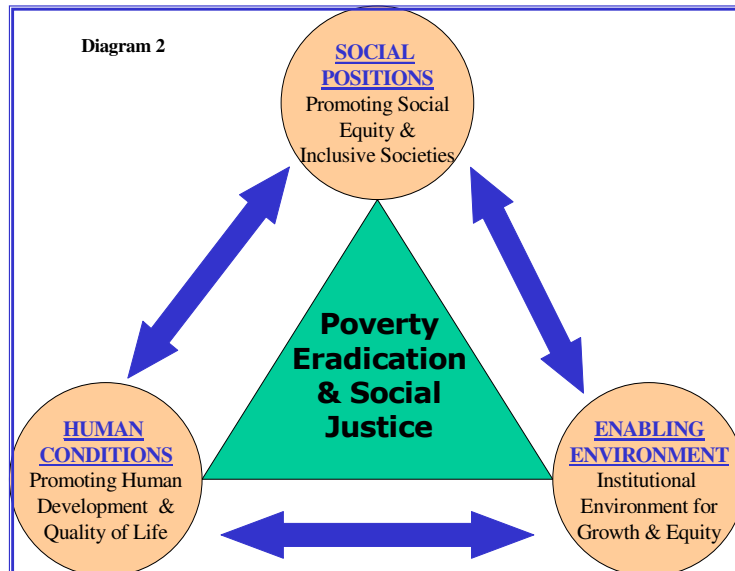 Diagram 2
SOCIAL
POSITIONS
Promoting Social
Equity &
Inclusive Societies
Poverty
Eradication
& Social
Justice
HUMAN
CONDITIONS
Promoting Human
Development &
Quality of Life
ENABLING
ENVIRONMENT
Institutional
Environment for
Growth & Equity